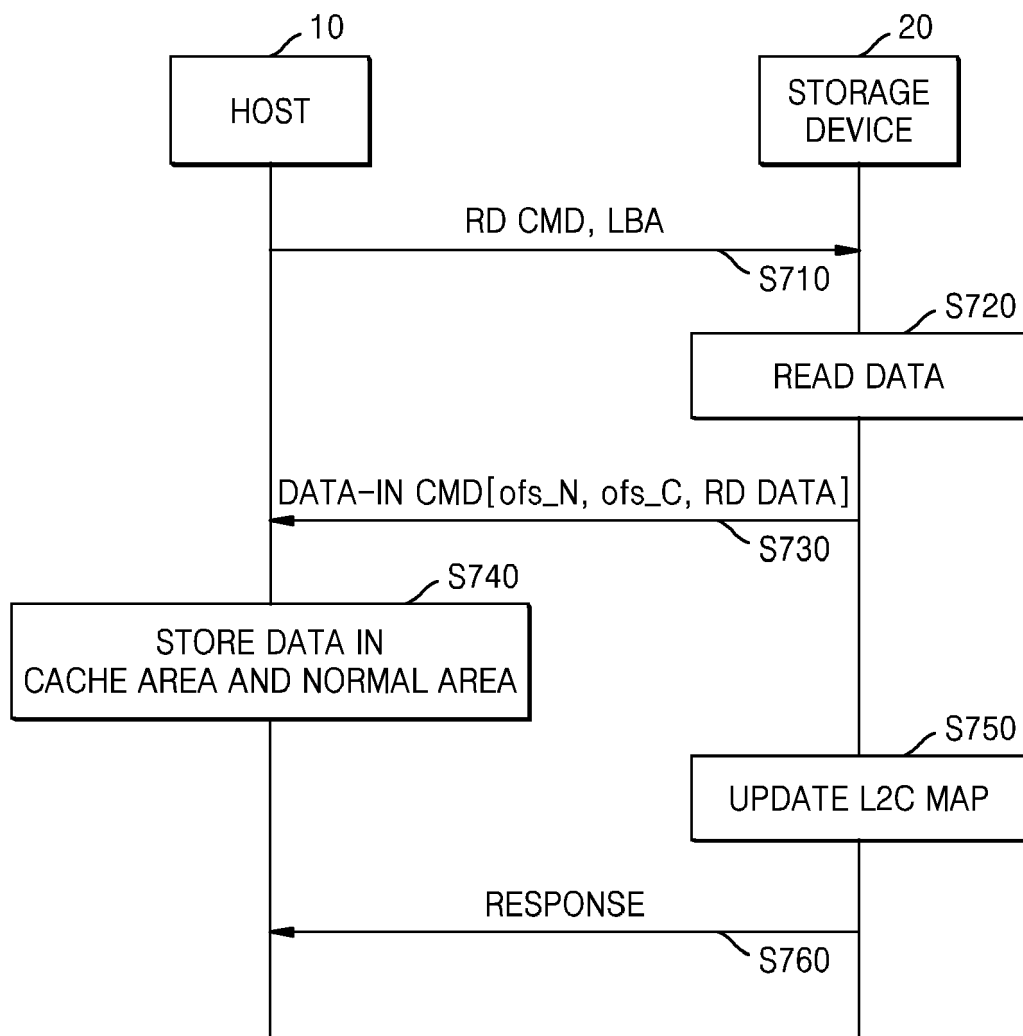 10
20
HOST
STORAGE
DEVICE
RD CMD, LBA
S710
S720
READ DATA
DATA-IN CMD[ofs_N, ofs_C, RD DATA]
S730
S740
STORE DATA IN
CACHE AREA AND NORMAL AREA
S750
UPDATE L2C MAP
RESPONSE
S760